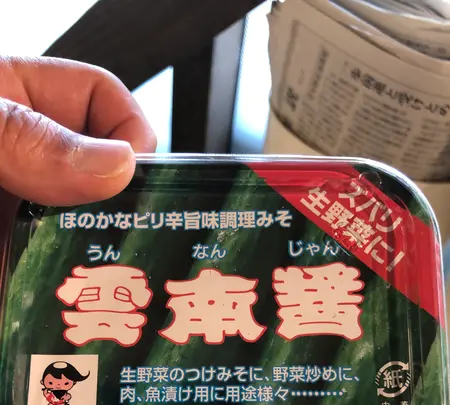 ズバリ
生野菜に!
ほのかなピリ辛旨味調理みそ
うん なん じゃん
雲南醬
生野菜のつけみそに、野菜炒めに、
肉、魚漬け用に用途様々………
紙